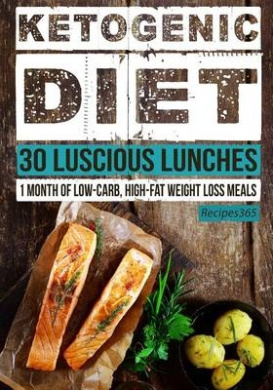 KETOGENIC
DIET
30 LUSCIOUS LUNCHES
1 MONTH OF LOW-CARB, HIGH-FAT WEIGHT LOSS MEALS
Recipes365